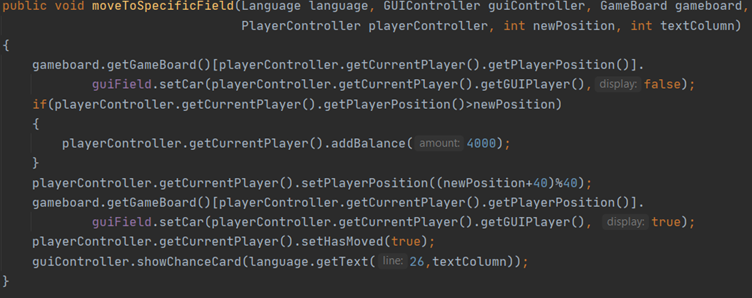 public void moveToSpecificField(Language language, GUIController guiController, GameBoard gameboard,
PlayerController playerController, int newPosition, int textColumn)
{
gameboard.getGameBoard()[playerController.getCurrentPlayer().getPlayerPosition()].
guiField.setCar(playerController.getCurrentPlayer().getGUIPlayer(), display: false);
if(playerController.getCurrentPlayer().getPlayerPosition()>newPosition)
{
playerController.getCurrentPlayer().addBalance( amount: 4000);
}
playerController.getCurrentPlayer().setPlayerPosition((newPosition+40)%40);
gameboard.getGameBoard()[playerController.getCurrentPlayer().getPlayerPosition()].
guiField.setCar(playerController.getCurrentPlayer().getGUIPlayer(), display: true);
playerController.getCurrentPlayer().setHasMoved(true);
guiController.showChanceCard(language.getText( line: 26,textColumn));
}